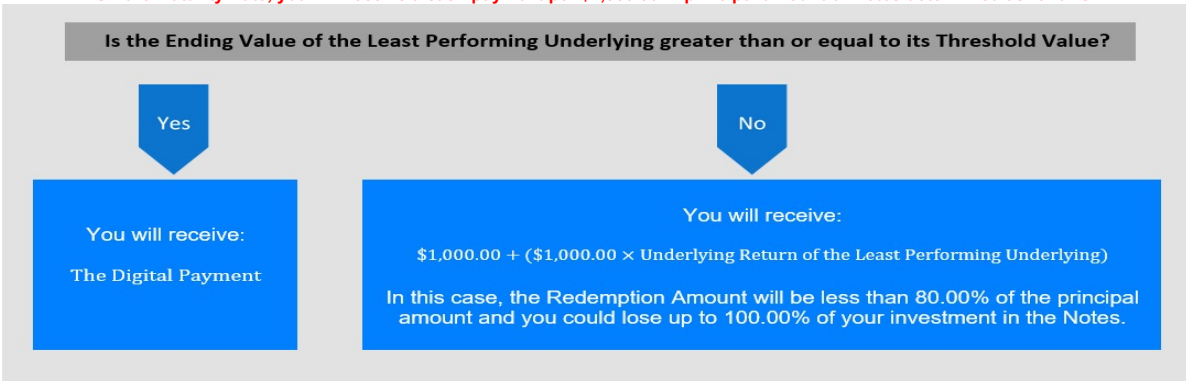 Is the Ending Value of the Least Performing Underlying greater than or equal to its Threshold Value?
Yes
No
You will receive:
The Digital Payment
You will receive:
$1,000.00 + ($1,000.00 × Underlying Return of the Least Performing Underlying)
In this case, the Redemption Amount will be less than 80.00% of the principal
amount and you could lose up to 100.00% of your investment in the Notes.